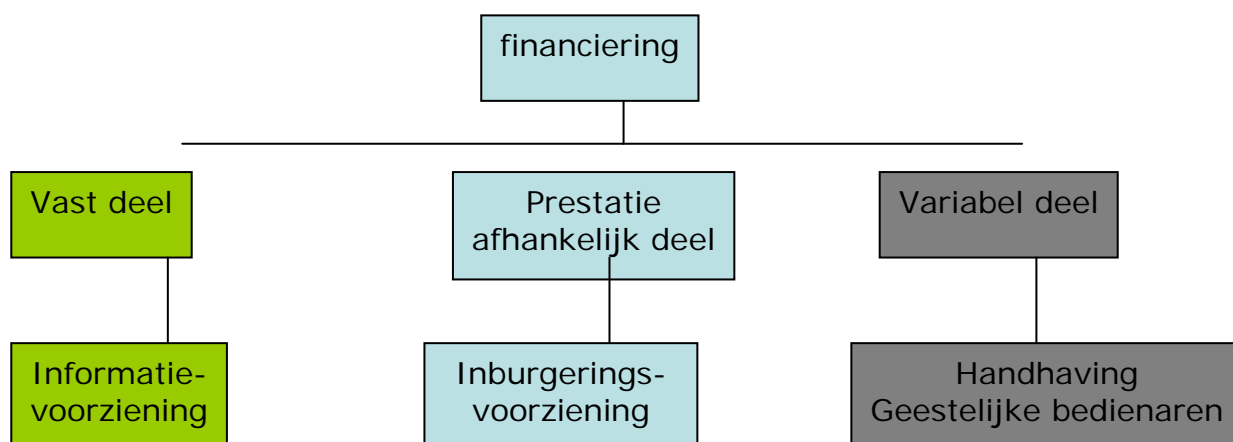 financiering
Vast deel
Prestatie
afhankelijk deel
Variabel deel
Informatie-
voorziening
Inburgerings-
voorziening
Handhaving
Geestelijke bedienaren